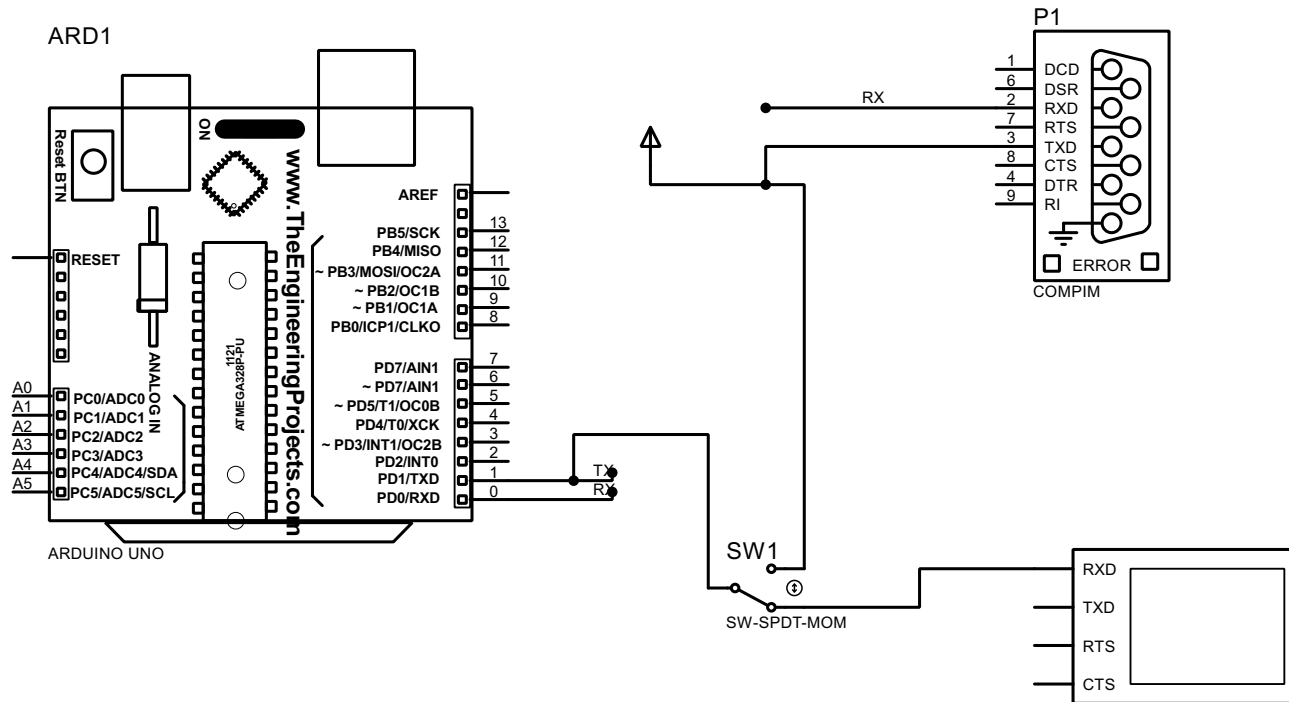 ARD1
Reset BTN
ON
www.TheEngineeringProjects.com
RESET
ANALOG IN
1121
ATMEGA328P-PU
A0
PC0/ADC0
A1
PC1/ADC1
A2
PC2/ADC2
A3
PC3/ADC3
A4
PC4/ADC4/SDA
A5
PC5/ADC5/SCL
AREF
PB5/SCK 13
PB4/MISO 12
~ PB3/MOSI/OC2A 11
~ PB2/OC1B 10
~ PB1/OC1A 9
PB0/ICP1/CLKO 8
PD7/AIN1 7
~ PD7/AIN1 6
~ PD5/T1/OC0B 5
PD4/T0/XCK 4
~ PD3/INT1/OC2B 3
PD2/INT0 2
PD1/TXD 1
PD0/RXD 0
TX
RX
ARDUINO UNO
P1
RX
1 DCD
6 DSR
2 RXD
7 RTS
3 TXD
8 CTS
4 DTR
9 RI
ERROR
COMPIM
SW1
SW-SPDT-MOM
RXD
TXD
RTS
CTS